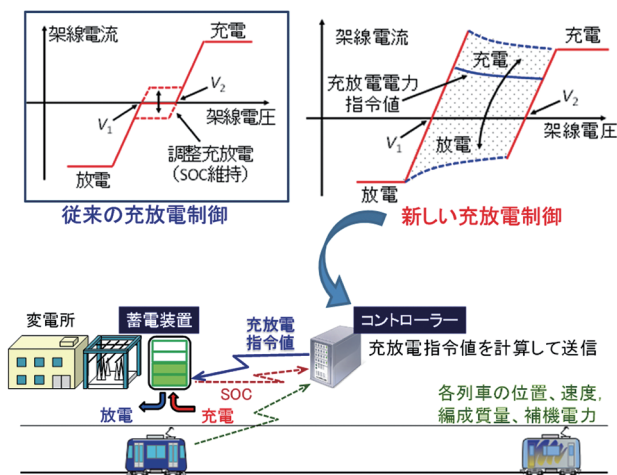 架線電流
充電
V2
V1
架線電圧
調整充放電
(SOC維持)
放電
従来の充放電制御
架線電流
充電
充電
充放電電力
指令値
V2
V1
架線電圧
放電
放電
新しい充放電制御
変電所
蓄電装置
充放電
指令値
コントローラー
充放電指令値を計算して送信
SOC
放電
充電
各列車の位置、速度,
編成質量、補機電力